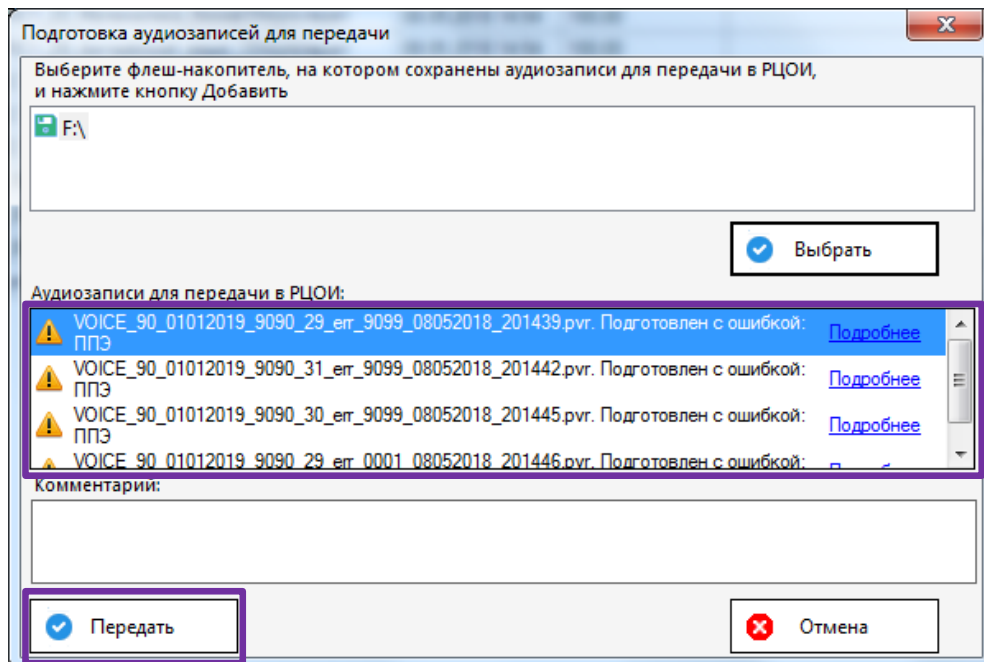 Подготовка аудиозаписей для передачи
Выберите флеш-накопитель, на котором сохранены аудиозаписи для передачи в РЦОИ,
и нажмите кнопку Добавить
F:\
Выбрать
Аудиозаписи для передачи в РЦОИ:
VOICE_90_01012019_9090_29_err_9099_08052018_201439.pvr. Подготовлен с ошибкой: Подробнее
ППЭ
VOICE_90_01012019_9090_31_err_9099_08052018_201442.pvr. Подготовлен с ошибкой: Подробнее
ППЭ
VOICE_90_01012019_9090_30_err_9099_08052018_201445.pvr. Подготовлен с ошибкой: Подробнее
ППЭ
VOICE_90_01012019_9090_29_err_0001_08052018_201446.pvr. Подготовлен с ошибкой:
Комментарий:
Передать
Отмена